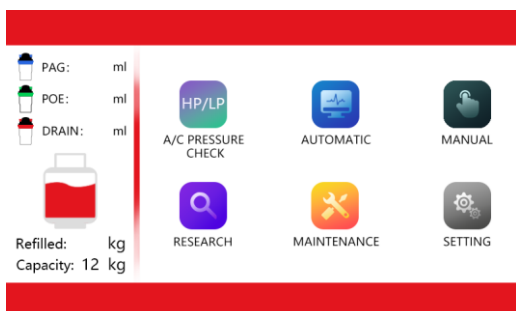 PAG: ml
POE: ml
DRAIN: ml
Refilled: kg
Capacity: 12 kg
HP/LP
A/C PRESSURE
CHECK
AUTOMATIC
MANUAL
RESEARCH
MAINTENANCE
SETTING